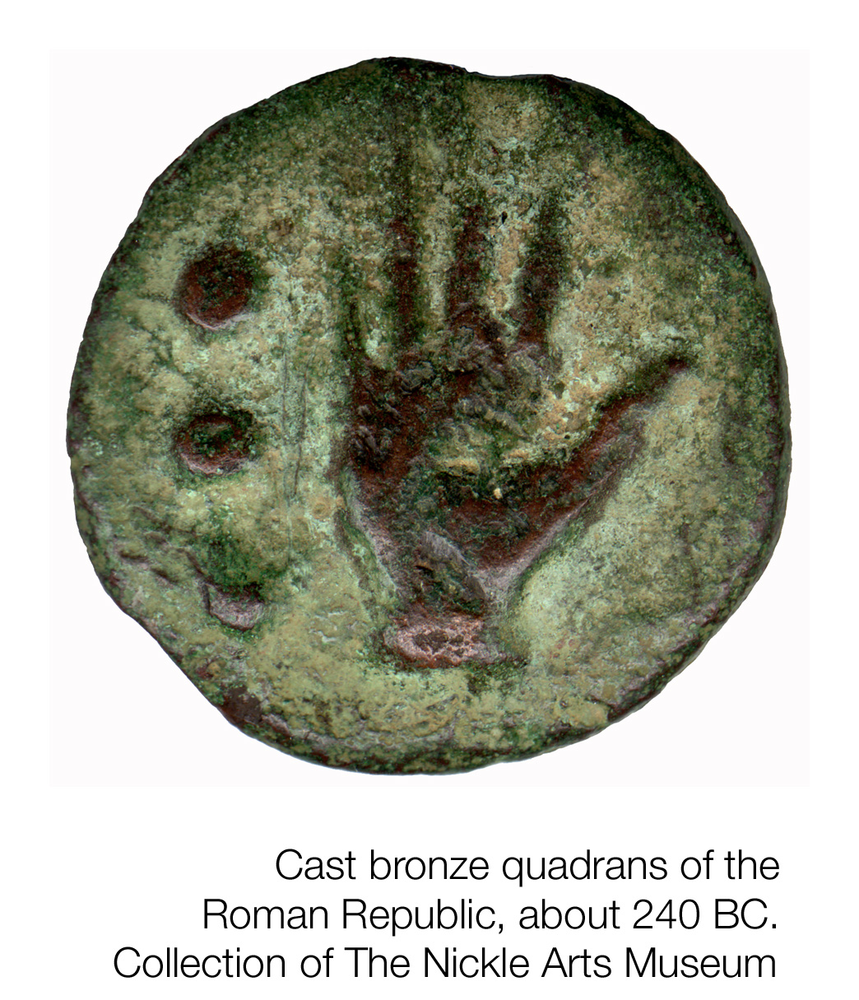 Cast bronze quadrans of the
Roman Republic, about 240 BC.
Collection of The Nickle Arts Museum